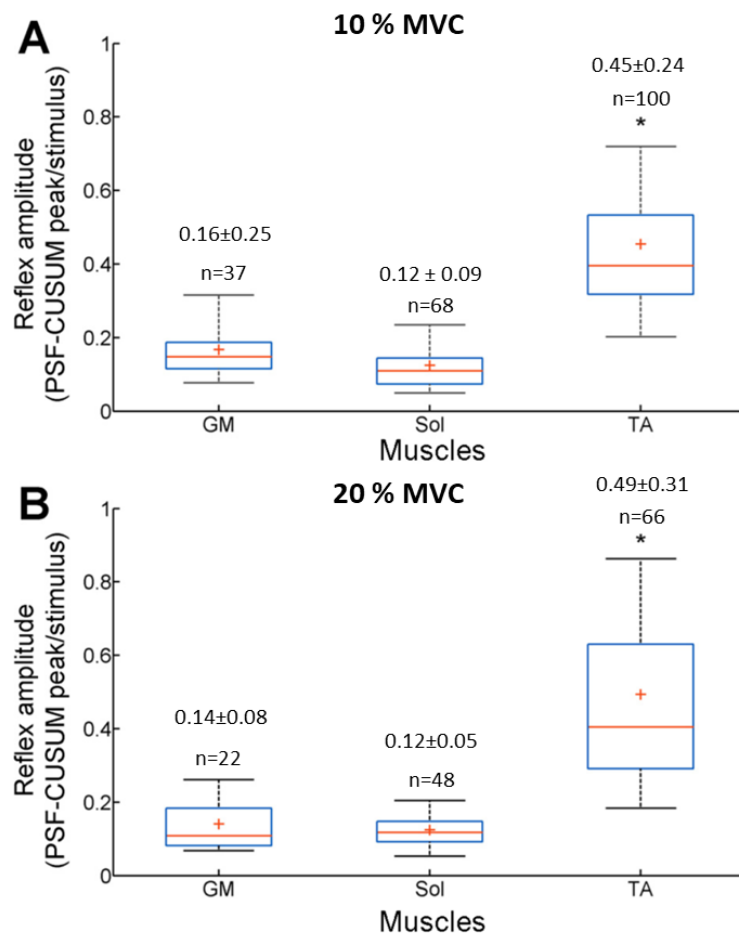 A
10 % MVC
Reflex amplitude
(PSF-CUSUM peak/stimulus)
1
0.8
0.6
0.4
0.2
0
0.16±0.25
n=37
0.12 ± 0.09
n=68
0.45±0.24
n=100
*
GM
Sol
TA
Muscles
B
20 % MVC
Reflex amplitude
(PSF-CUSUM peak/stimulus)
1
0.8
0.6
0.4
0.2
0
0.14±0.08
n=22
0.12±0.05
n=48
0.49±0.31
n=66
*
GM
Sol
TA
Muscles